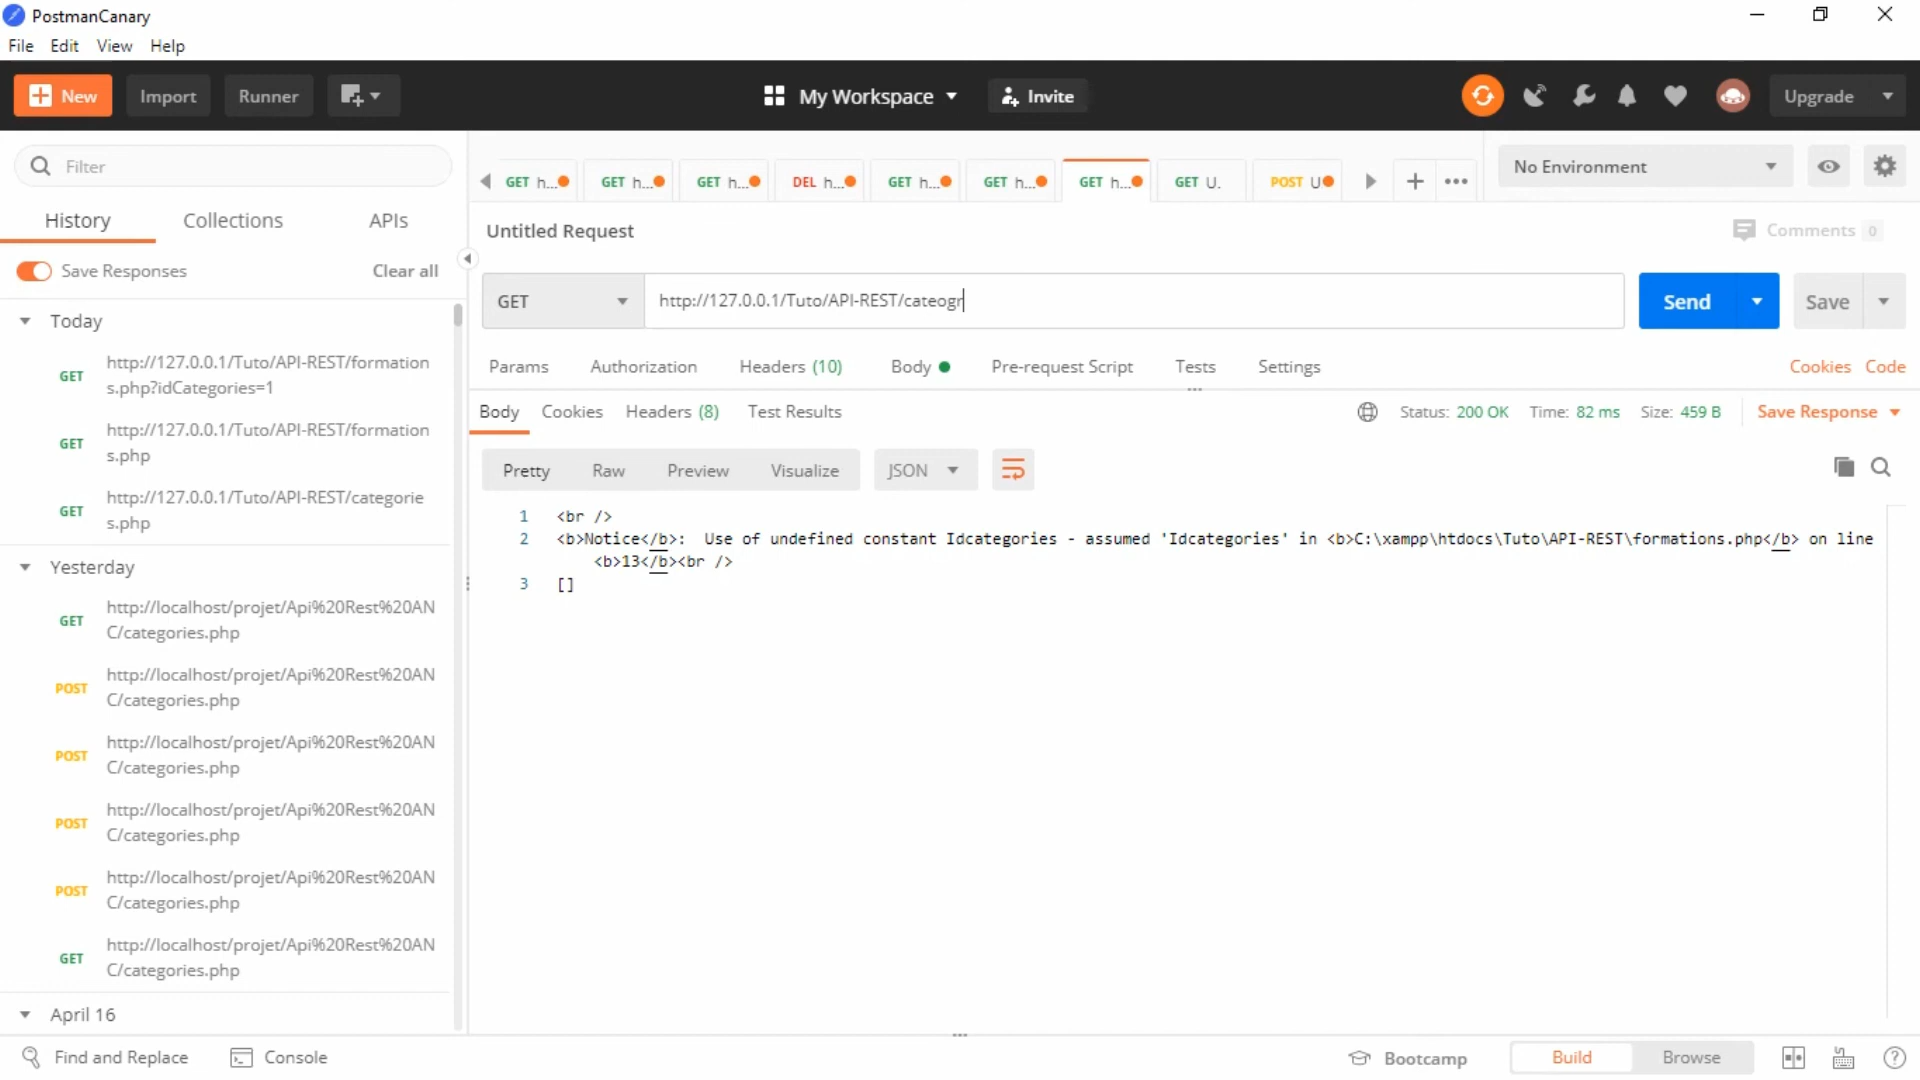 PostmanCanary
File Edit View Help
New Import Runner My Workspace Invite Upgrade
Filter
History Collections APIs
Save Responses Clear all
Today
GET http://127.0.0.1/Tuto/API-REST/formation
s.php?idCategories=1
GET http://127.0.0.1/Tuto/API-REST/formation
s.php
GET http://127.0.0.1/Tuto/API-REST/categorie
s.php
Yesterday
GET http://localhost/projet/Api%20Rest%20AN
C/categories.php
POST http://localhost/projet/Api%20Rest%20AN
C/categories.php
POST http://localhost/projet/Api%20Rest%20AN
C/categories.php
POST http://localhost/projet/Api%20Rest%20AN
C/categories.php
POST http://localhost/projet/Api%20Rest%20AN
C/categories.php
GET http://localhost/projet/Api%20Rest%20AN
C/categories.php
April 16
GET h... GET h... GET h... DEL h... GET h... GET h... GET h... GET U. POST U No Environment
Untitled Request Comments 0
GET http://127.0.0.1/Tuto/API-REST/cateogr Send Save
Params Authorization Headers (10) Body Pre-request Script Tests Settings Cookies Code
Body Cookies Headers (8) Test Results Status: 200 OK Time: 82 ms Size: 459 B Save Response
Pretty Raw Preview Visualize JSON
1 <br />
2 <b>Notice</b>:  Use of undefined constant Idcategories - assumed 'Idcategories' in <b>C:\xampp\htdocs\Tuto\API-REST\formations.php</b> on line
<b>13</b><br />
3 []
Find and Replace Console Bootcamp Build Browse